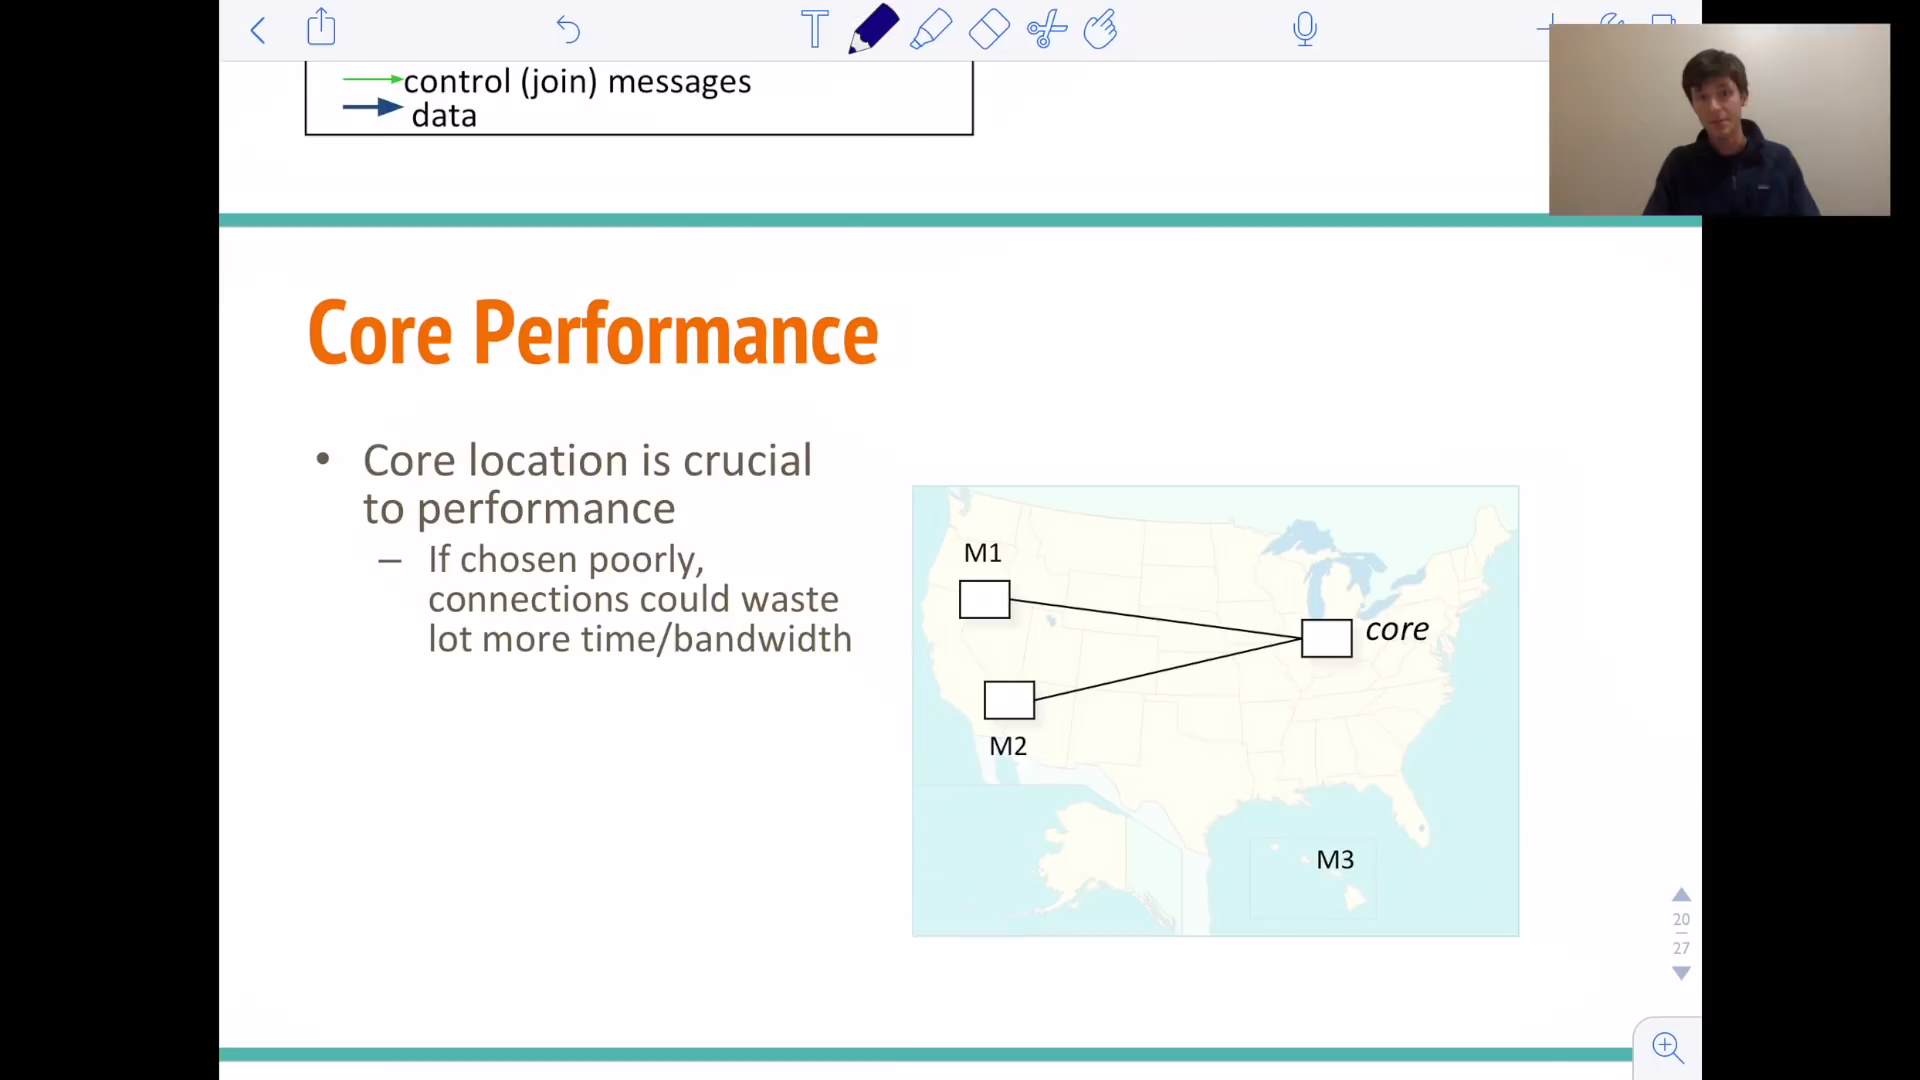 T
control (join) messages
data
Core Performance
• Core location is crucial
to performance
– If chosen poorly,
connections could waste
lot more time/bandwidth
M1
core
M2
M3
20
27